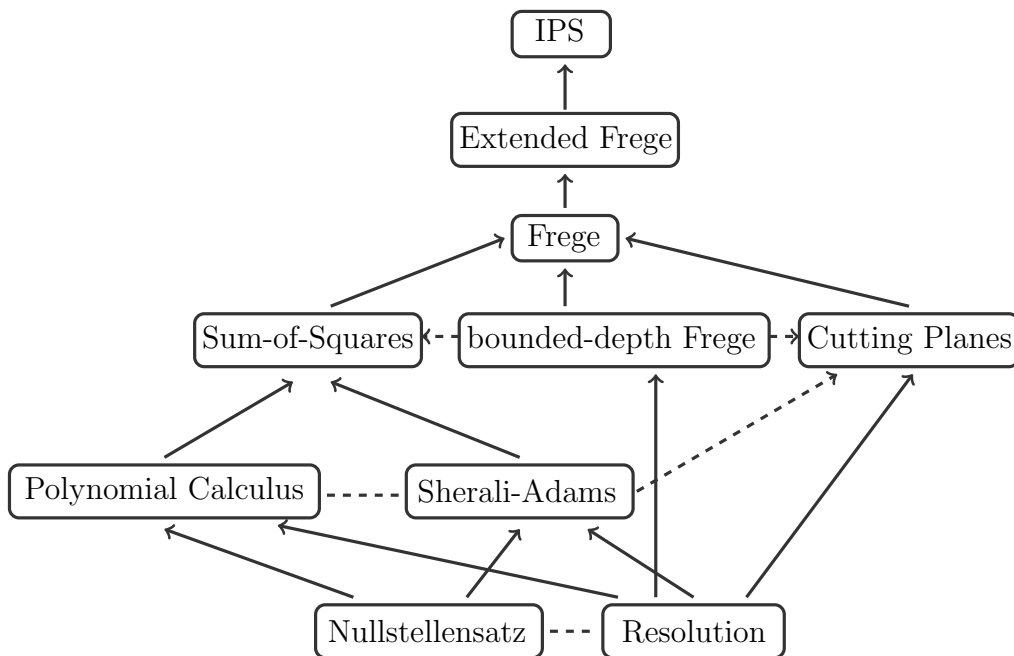 IPS
Extended Frege
Frege
Sum-of-Squares
bounded-depth Frege
Cutting Planes
Polynomial Calculus
Sherali-Adams
Nullstellensatz
Resolution